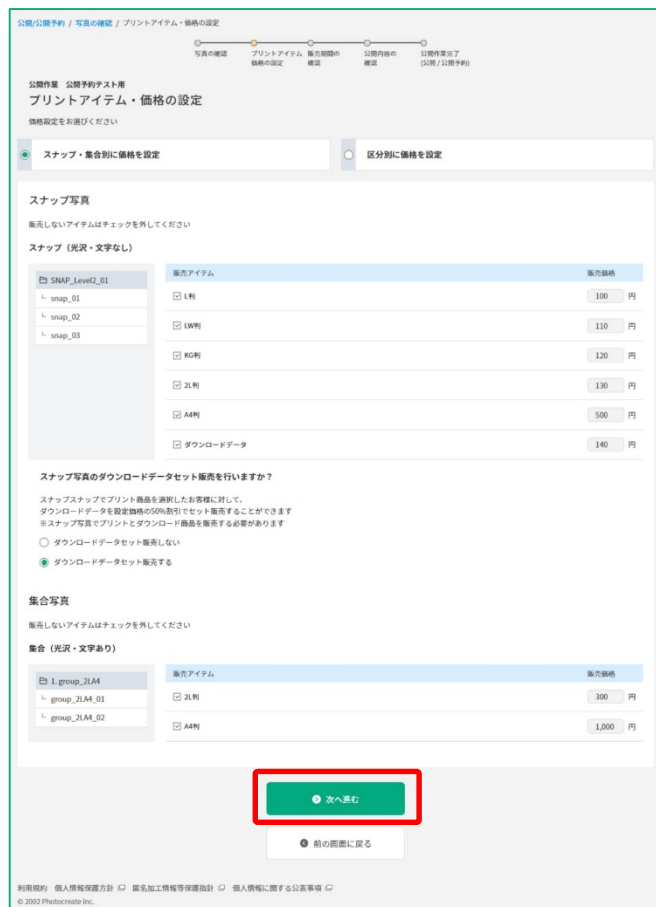 公開/公開予約 / 写真の確認 / プリントアイテム・価格の設定
写真の確認
プリントアイテム
価格の設定
販売期間の
確認
公開内容の
確認
公開作業完了
(公開 / 公開予約)
公開作業 公開予約テスト用
プリントアイテム・価格の設定
価格設定をお選びください
スナップ・集合別に価格を設定
区分別に価格を設定
スナップ写真
販売しないアイテムはチェックを外してください
スナップ（光沢・文字なし）
SNAP_Level2_01
snap_01
snap_02
snap_03
販売アイテム 販売価格
L判 100 円
LW判 110 円
KG判 120 円
2L判 130 円
A4判 500 円
ダウンロードデータ 140 円
スナップ写真のダウンロードデータセット販売を行いますか？
スナップスナップでプリント商品を選択したお客様に対して、
ダウンロードデータを設定価格の50%割引でセット販売することができます
※スナップ写真でプリントとダウンロード商品を販売する必要があります
ダウンロードデータセット販売しない
ダウンロードデータセット販売する
集合写真
販売しないアイテムはチェックを外してください
集合（光沢・文字あり）
1. group_2LA4
group_2LA4_01
group_2LA4_02
販売アイテム 販売価格
2L判 300 円
A4判 1,000 円
次へ進む
前の画面に戻る
利用規約 個人情報保護方針 匿名加工情報等保護指針 個人情報に関する公表事項
© 2002 Photocreate Inc.